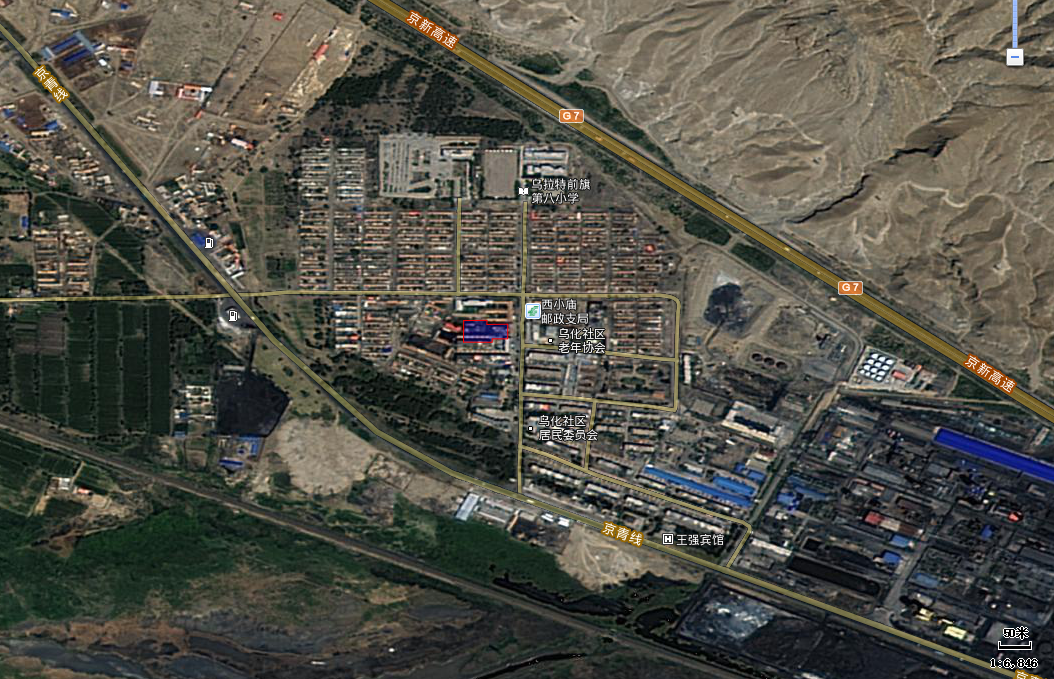 京新高速
京青线
G7
乌拉特前旗
第八小学
G7
西小庙
邮政支局
乌化社区
老年协会
京新高速
乌化社区
居民委员会
京青线
H
王强宾馆
50米
1:6,846